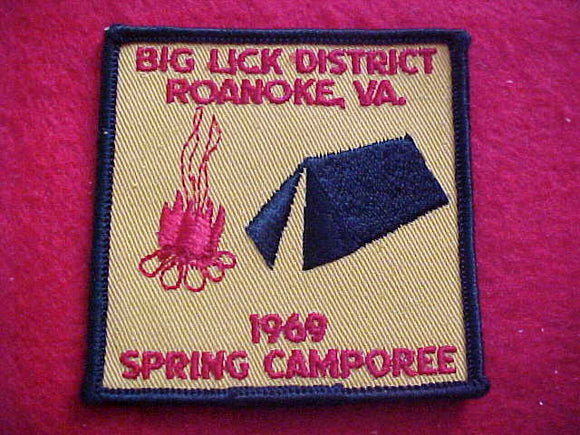 BIG LICK DISTRICT
ROANOKE, VA.
1969
SPRING CAMPOREE